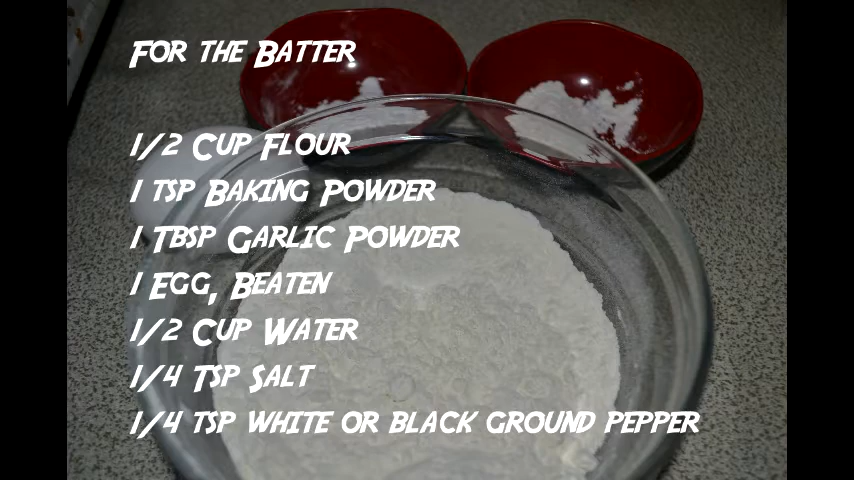 For the Batter
1/2 Cup Flour
1 tsp Baking Powder
1 Tbsp Garlic Powder
1 Egg, Beaten
1/2 Cup Water
1/4 Tsp Salt
1/4 tsp white or black ground pepper